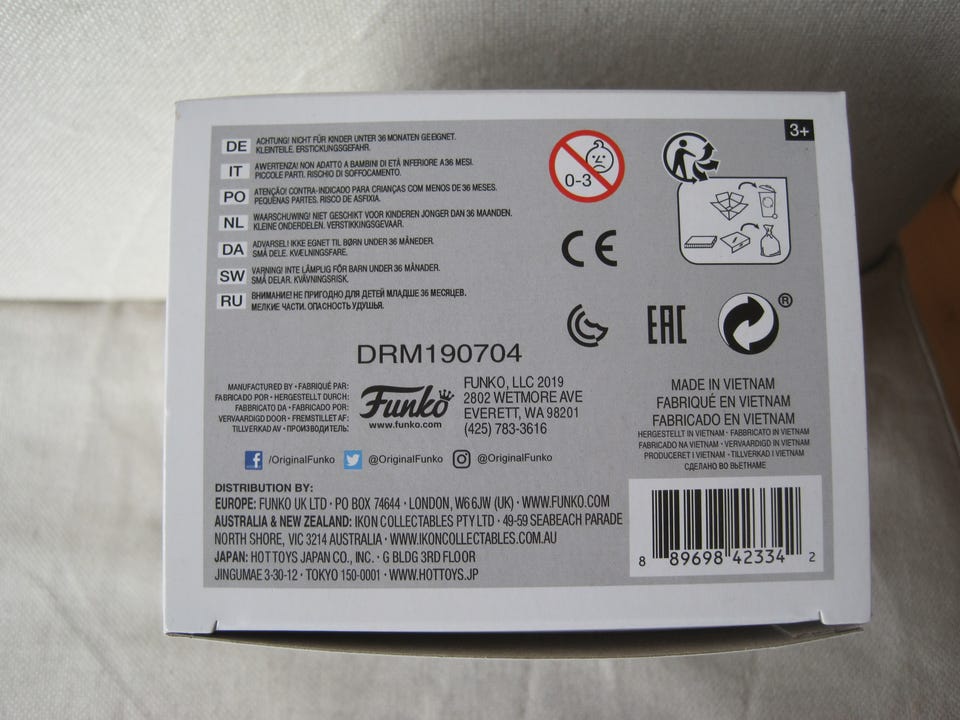 DE ACHTUNG! NICHT FÜR KINDER UNTER 36 MONATEN GEEIGNET.
KLEINTEILE. ERSTICKUNGSGEFAHR.
IT AWERTENZA! NON ADATTO A BAMBINI DI ETÀ INFERIORE A 36 MESI.
PICCOLE PARTI. RISCHIO DI SOFFOCAMENTO.
PO ATENÇÃO! CONTRA-INDICADO PARA CRIANÇAS COM MENOS DE 36 MESES.
PEQUENAS PARTES. RISCO DE ASFIXIA.
NL WAARSCHUWING! NIET GESCHIKT VOOR KINDEREN JONGER DAN 36 MAANDEN.
KLEINE ONDERDELEN. VERSTIKKINGSGEVAAR.
DA ADVARSEL! IKKE EGNET TIL BØRN UNDER 36 MÅNEDER.
SMÅ DELE. KVÆLNINGSFARE.
SW VARNING! INTE LÄMPLIG FÖR BARN UNDER 36 MÅNADER.
SMÅ DELAR. KVÄVNINGSRISK.
RU ВНИМАНИЕ! НЕ ПРИГОДНО ДЛЯ ДЕТЕЙ МЛАДШЕ 36 МЕСЯЦЕВ.
МЕЛКИЕ ЧАСТИ. ОПАСНОСТЬ УДУШЬЯ.
0-3
3+
CE
EAC
®
DRM190704
MANUFACTURED BY • FABRIQUÉ PAR:
FABRICADO POR • HERGESTELLT DURCH:
FABBRICATO DA • FABRICADO POR:
VERVAARDIGD DOOR • FREMSTILLET AF:
TILLVERKAD AV • ПРОИЗВОДИТЕЛЬ:
Funko
www.funko.com
FUNKO, LLC 2019
2802 WETMORE AVE
EVERETT, WA 98201
(425) 783-3616
MADE IN VIETNAM
FABRIQUÉ EN VIETNAM
FABRICADO EN VIETNAM
HERGESTELLT IN VIETNAM • FABBRICATO IN VIETNAM
FABRICADO NA VIETNAM • VERVAARDIGD IN VIETNAM
PRODUCERET I VIETNAM • TILLVERKAD I VIETNAM
СДЕЛАНО ВО ВЬЕТНАМЕ
/OriginalFunko @OriginalFunko @OriginalFunko
DISTRIBUTION BY:
EUROPE: FUNKO UK LTD • PO BOX 74644 • LONDON, W6 6JW (UK) • WWW.FUNKO.COM
AUSTRALIA & NEW ZEALAND: IKON COLLECTABLES PTY LTD • 49-59 SEABEACH PARADE
NORTH SHORE, VIC 3214 AUSTRALIA • WWW.IKONCOLLECTABLES.COM.AU
JAPAN: HOT TOYS JAPAN CO., INC. • G BLDG 3RD FLOOR
JINGUMAE 3-30-12 • TOKYO 150-0001 • WWW.HOTTOYS.JP
8 89698 42334 2